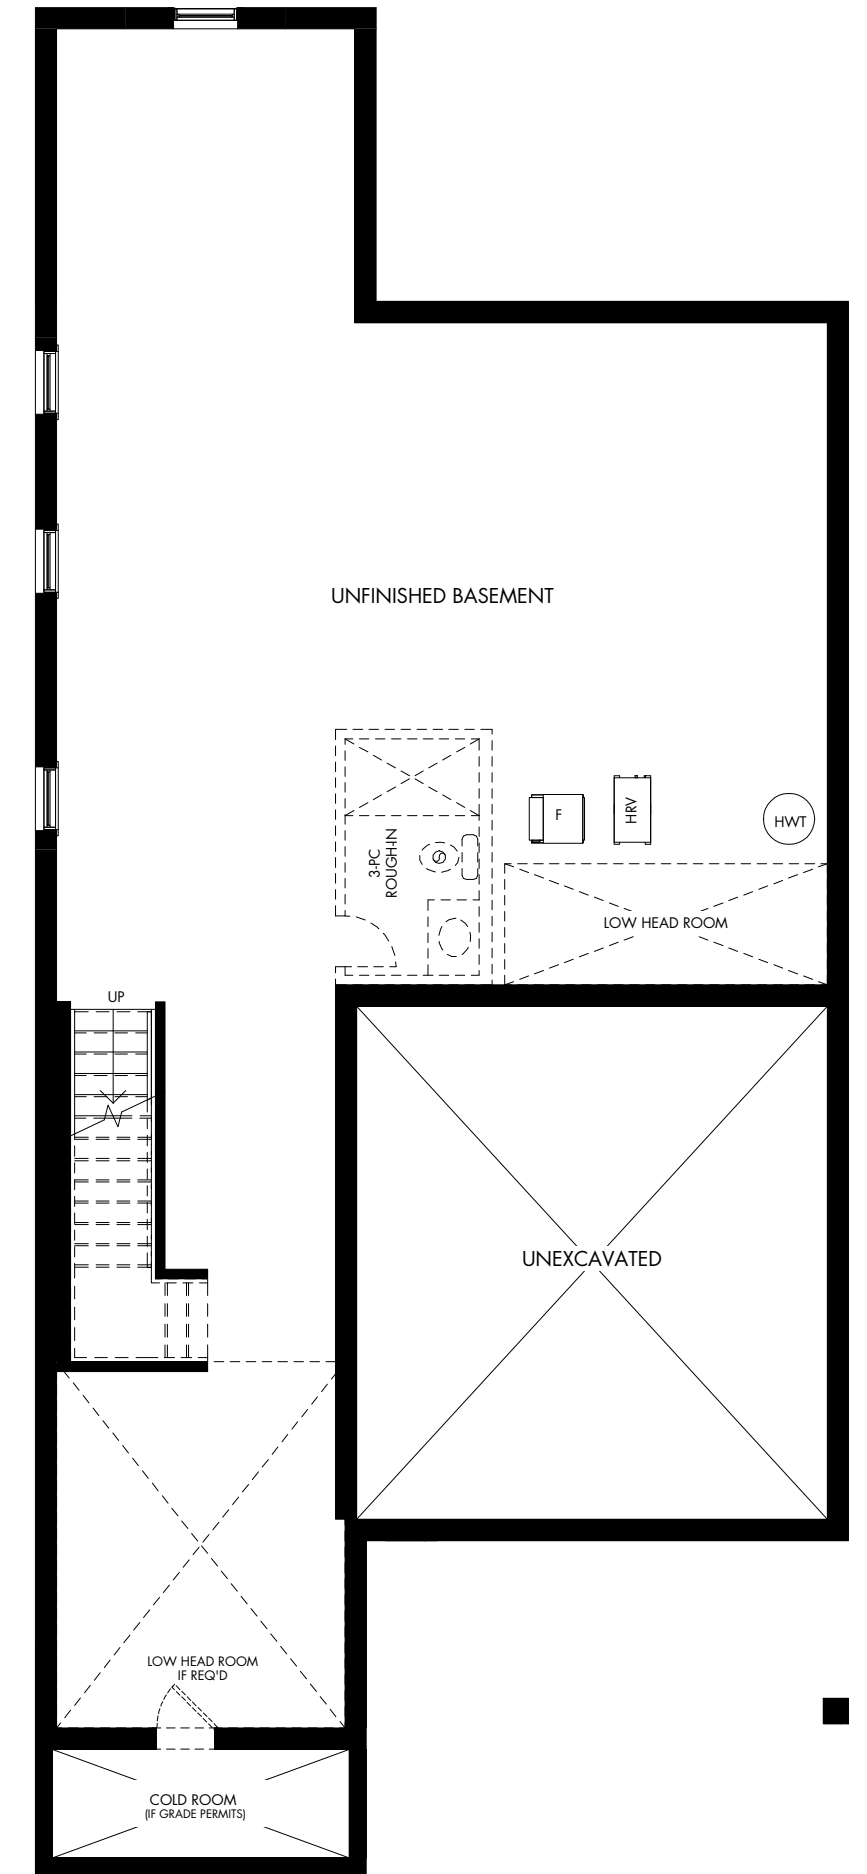 UNFINISHED BASEMENT
F
HRV
HWT
3-PC
ROUGH-IN
LOW HEAD ROOM
UP
UNEXCAVATED
LOW HEAD ROOM
IF REQ'D
COLD ROOM
(IF GRADE PERMITS)